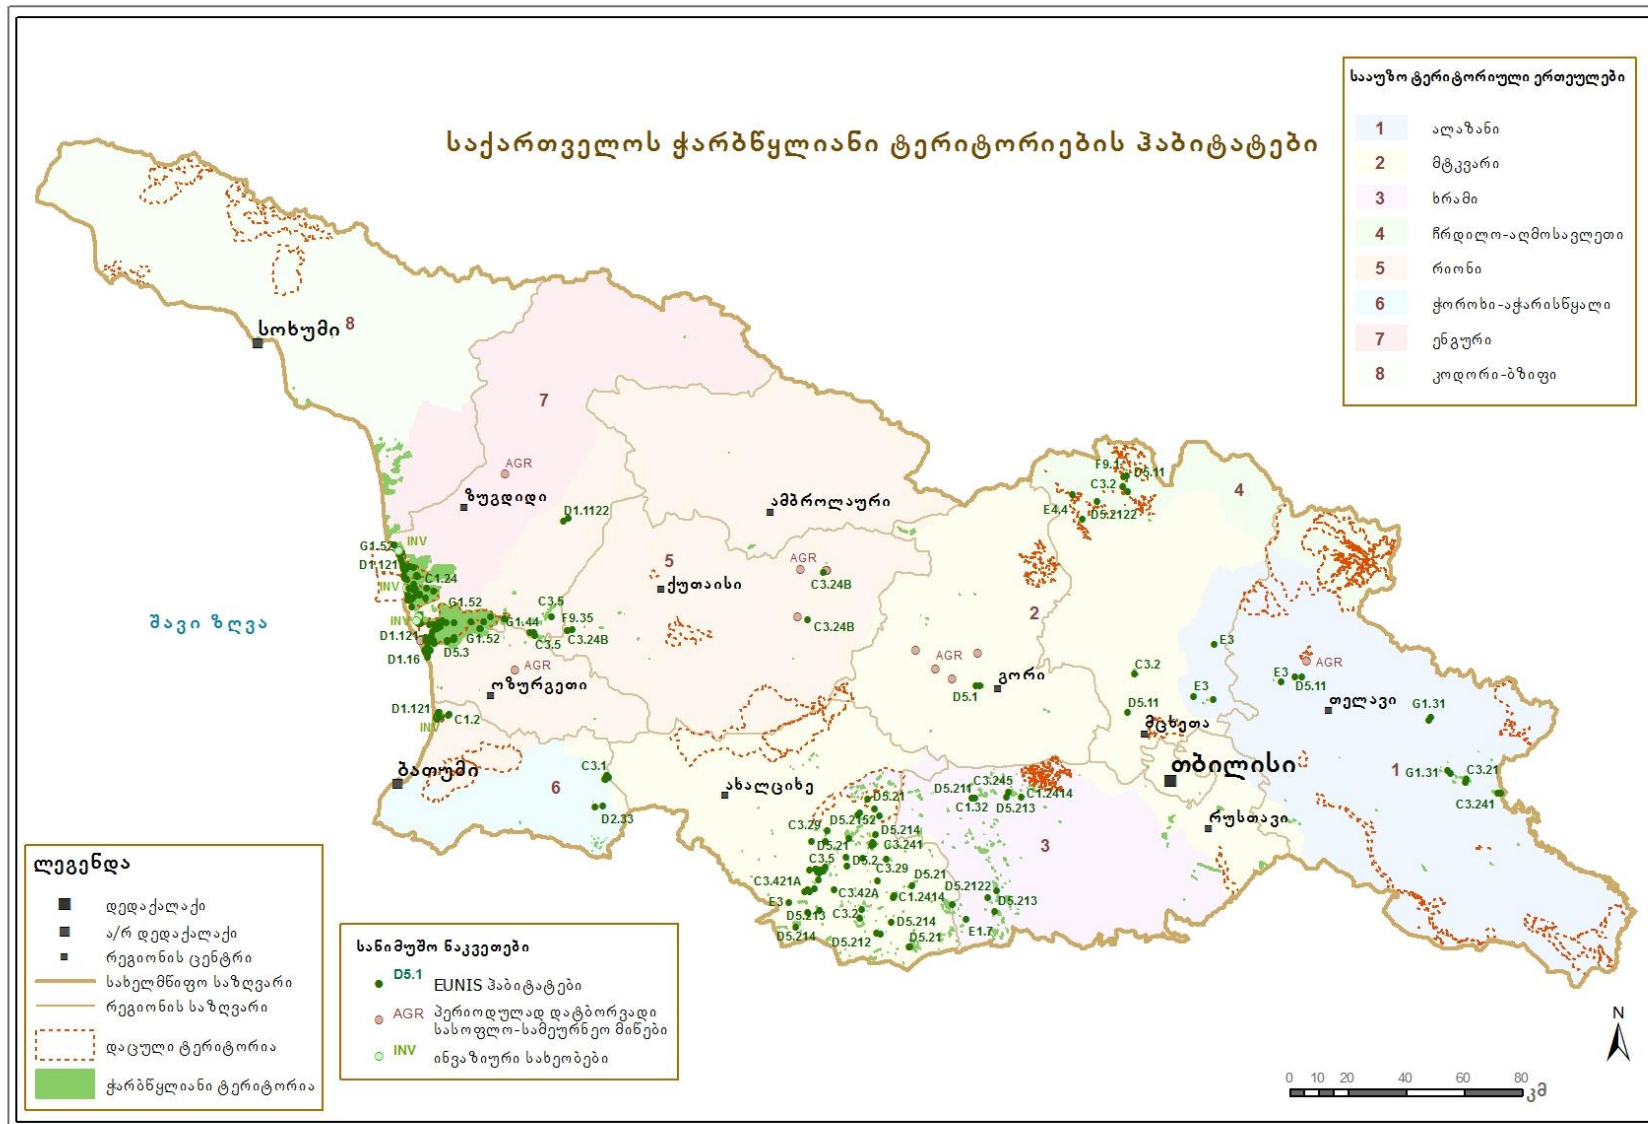 საქართველოს ჭარბწყლიანი ტერიტორიების ჰაბიტატები
სააუზო ტერიტორიული ერთეულები
1 ალაზანი
2 მტკვარი
3 ხრამი
4 ჩრდილო-აღმოსავლეთი
5 რიონი
6 ჭოროხი-აჭარისწყალი
7 ენგური
8 კოდორი-ბზიფი
სოხუმი 8
7
AGR
ზუგდიდი
ამბროლაური
D1.1122
F9.1
D5.11
C3.2
E4.4
D5.2122
4
G1.52
INV
D1.121
C1.24
INV
5
ქუთაისი
AGR
C3.24B
შავი ზღვა
INV
G1.52
G1.44
C3.5
F9.35
C3.24B
C3.5
C3.24B
D1.121
G1.52
D5.3
D1.16
AGR
ოზურგეთი
2
AGR
გორი
D5.1
E3
C3.2
E3
D5.11
მცხეთა
AGR
D5.11
თელავი
G1.31
D1.121
C1.2
INV
ბათუმი
C3.1
6
D2.33
ახალციხე
თბილისი
რუსთავი
1
G1.31
C3.21
C3.241
C3.245
D5.211
C1.2414
C1.32
D5.213
3
D5.21
D5.2152
C3.29
D5.214
D5.21
C3.241
C3.5
D5.2
C3.29
D5.21
C3.421A
C3.42A
C1.2414
D5.2122
E3
D5.213
C3.2
D5.213
D5.214
D5.214
D5.212
D5.21
E1.7
ლეგენდა
დედაქალაქი
ა/რ დედაქალაქი
რეგიონის ცენტრი
სახელმწიფო საზღვარი
რეგიონის საზღვარი
დაცული ტერიტორია
ჭარბწყლიანი ტერიტორია
სანიმუშო ნაკვეთები
D5.1 EUNIS ჰაბიტატები
AGR პერიოდულად დატბორვადი
სასოფლო-სამეურნეო მიწები
INV ინვაზიური სახეობები
N
0 10 20 40 60 80
კმ